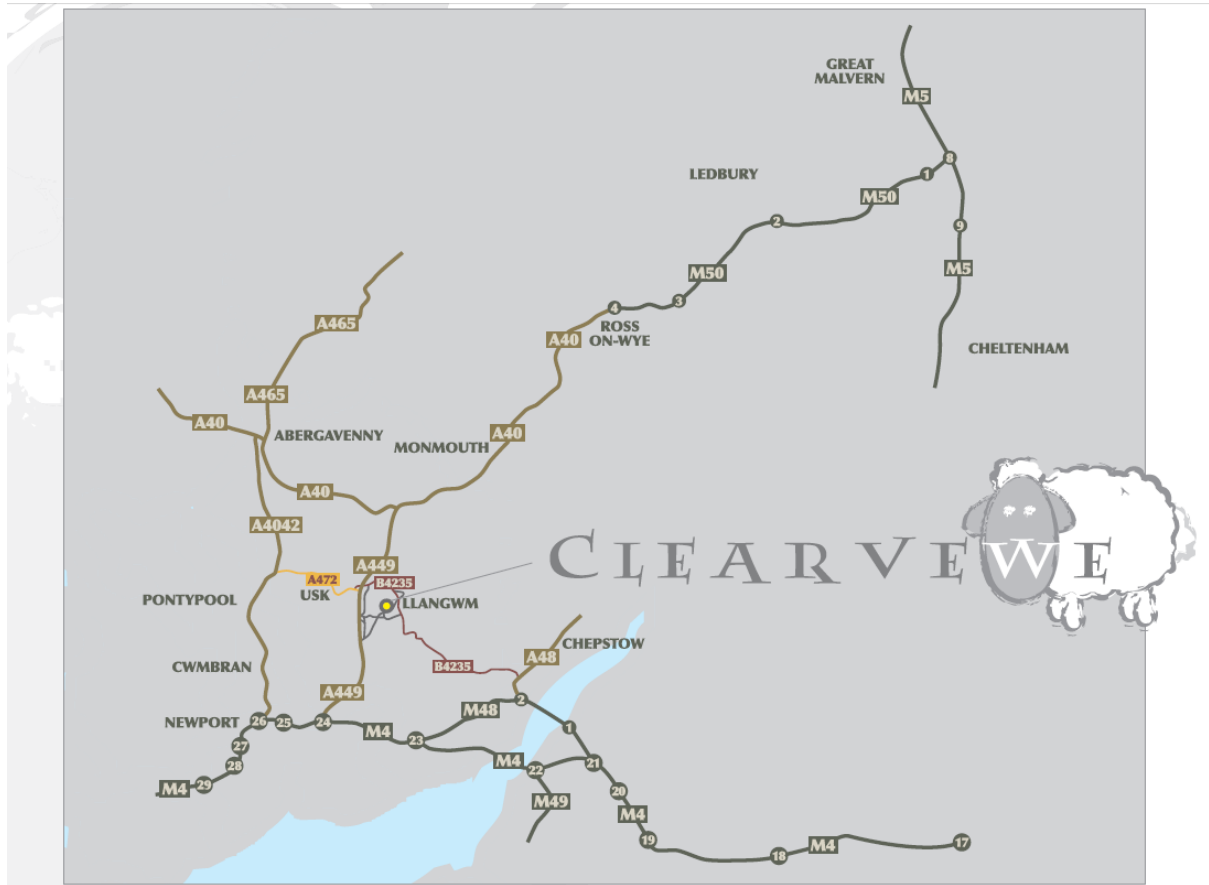 GREAT
MALVERN
M5
8
LEDBURY
1
M50
2
9
M5
M50
3
4
ROSS
ON-WYE
A465
A40
CHELTENHAM
A465
A40
ABERGAVENNY
A40
MONMOUTH
A40
A4042
CLEARVEWE
A449
A472
B4235
USK
PONTYPOOL
LLANGWM
CHEPSTOW
A48
CWMBRAN
B4235
A449
2
M48
NEWPORT
26
25
24
M4
1
23
27
28
M4
22
21
29
M4
M49
20
M4
19
M4
17
18